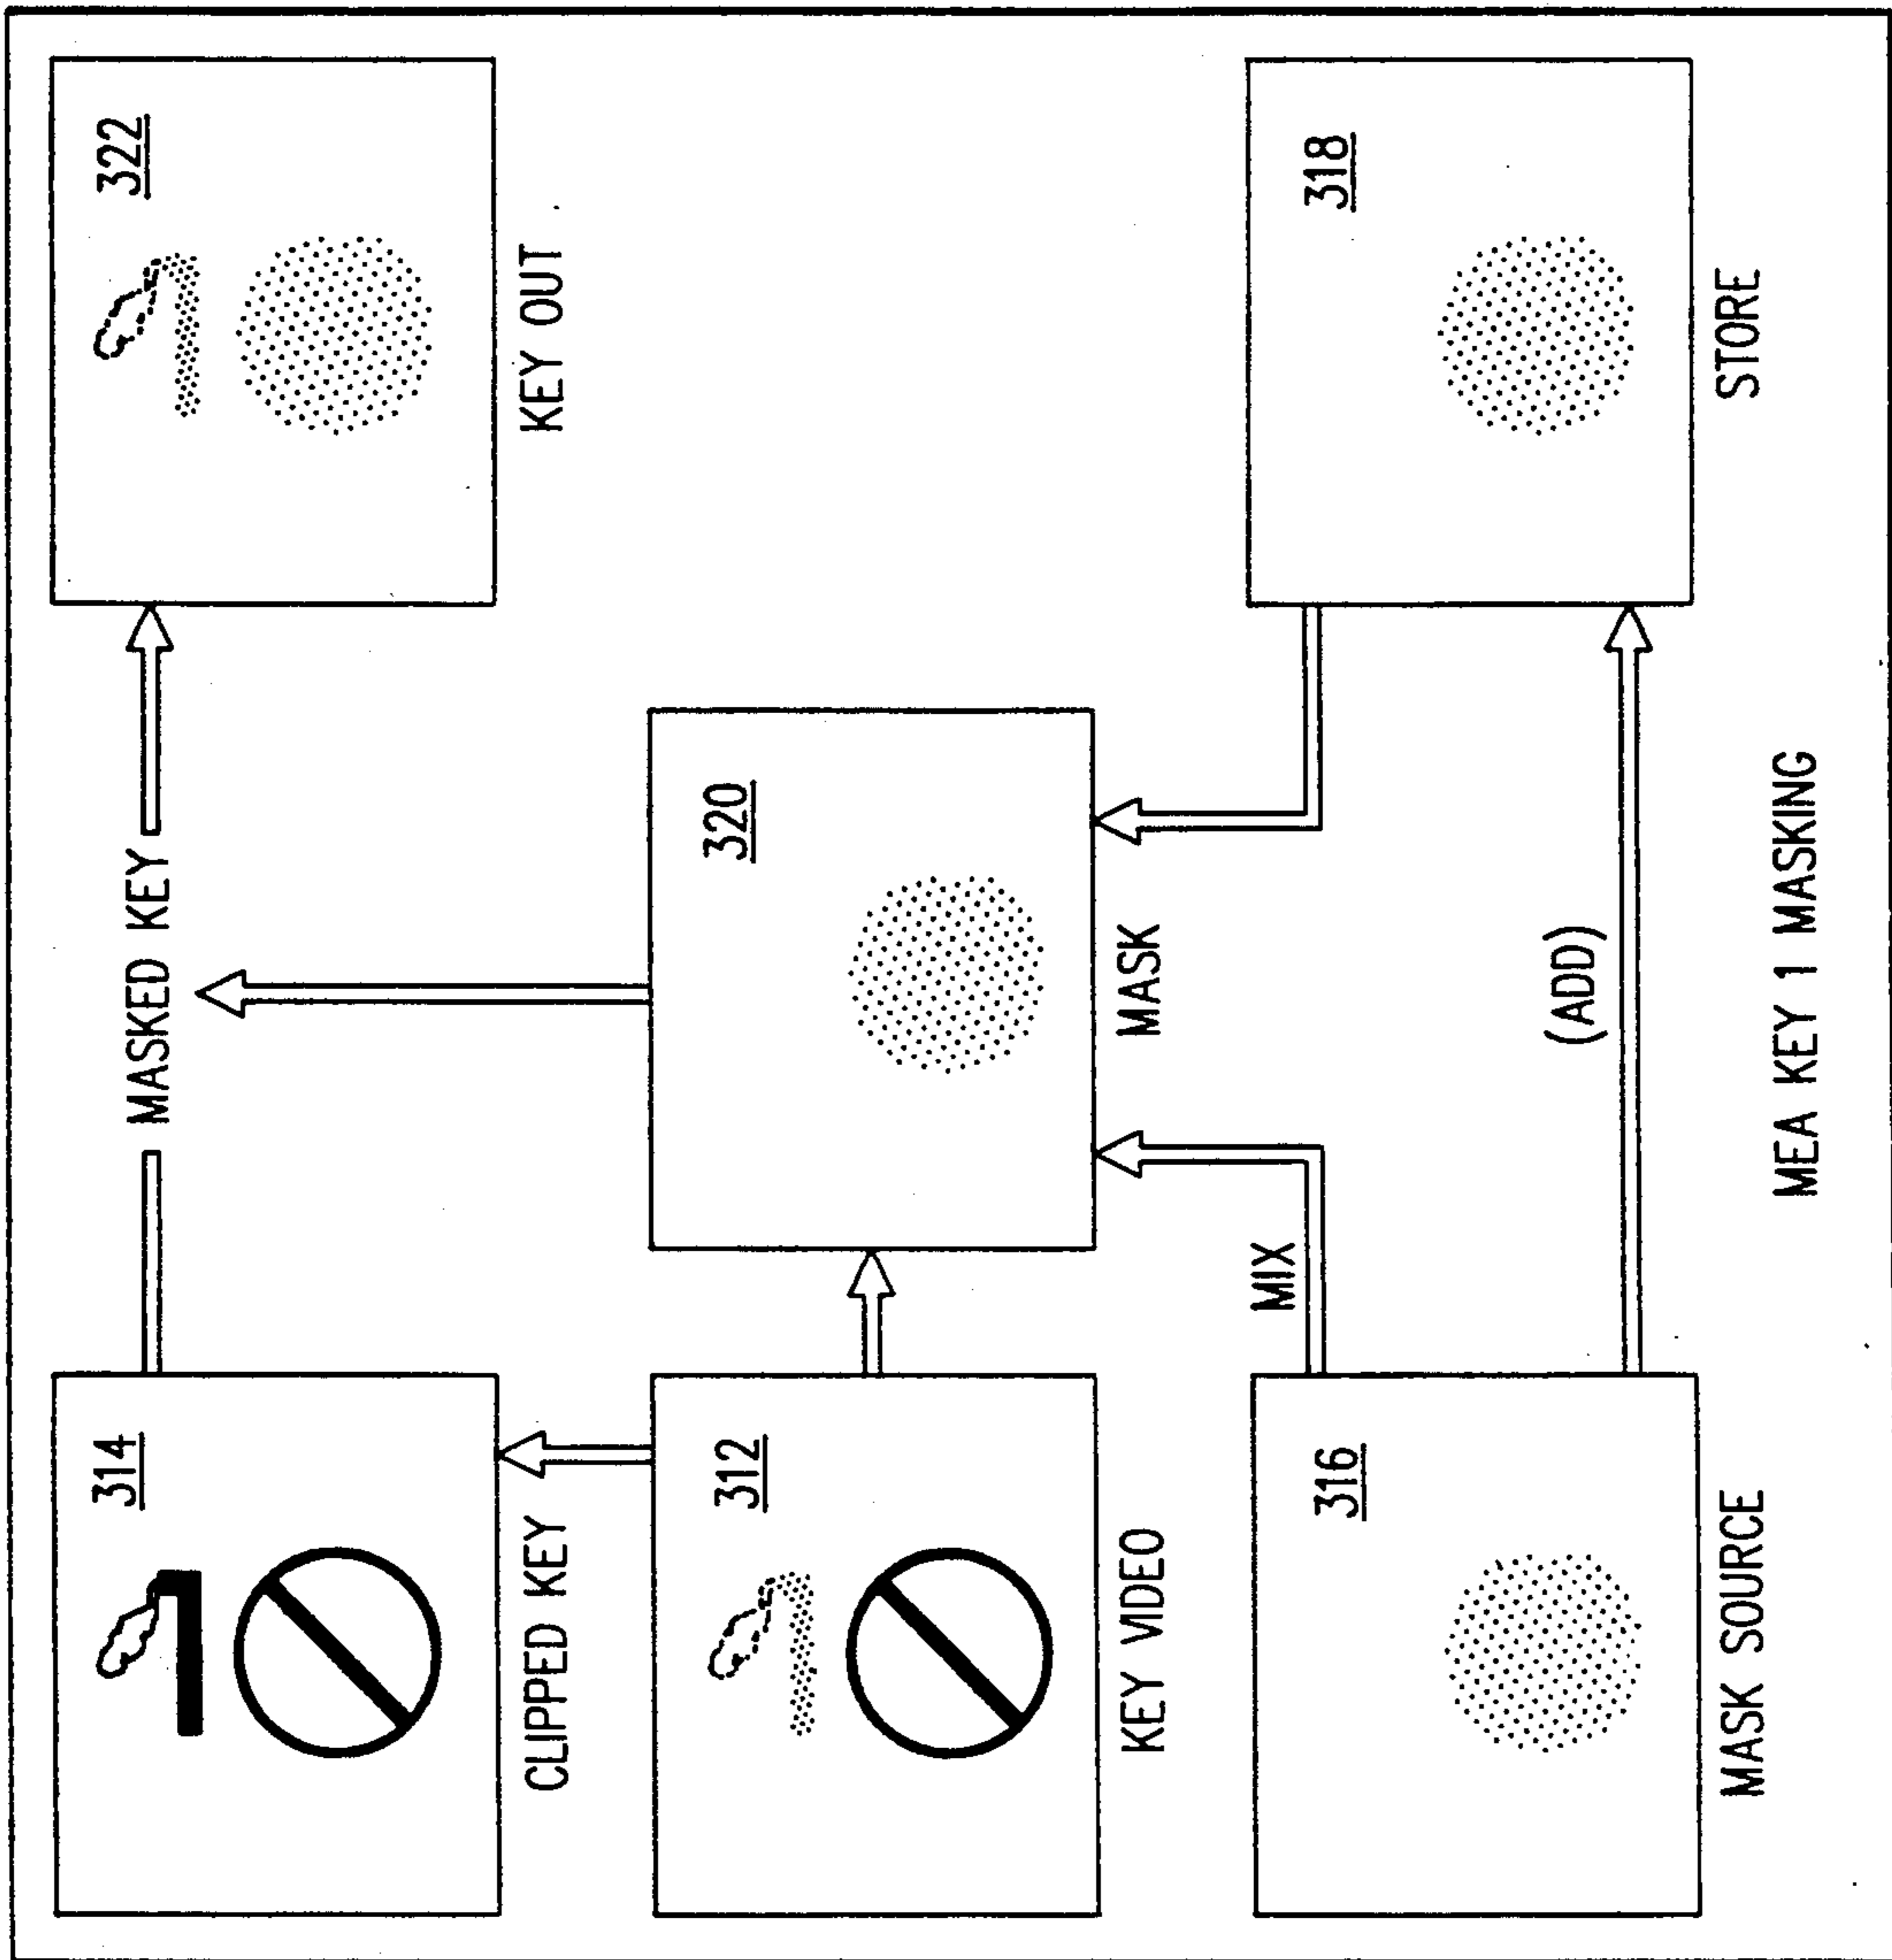 314
MASKED KEY
322
CLIPPED KEY
KEY OUT
312
320
KEY VIDEO
MASK
MIX
316
318
(ADD)
MASK SOURCE
STORE
MEA KEY 1 MASKING